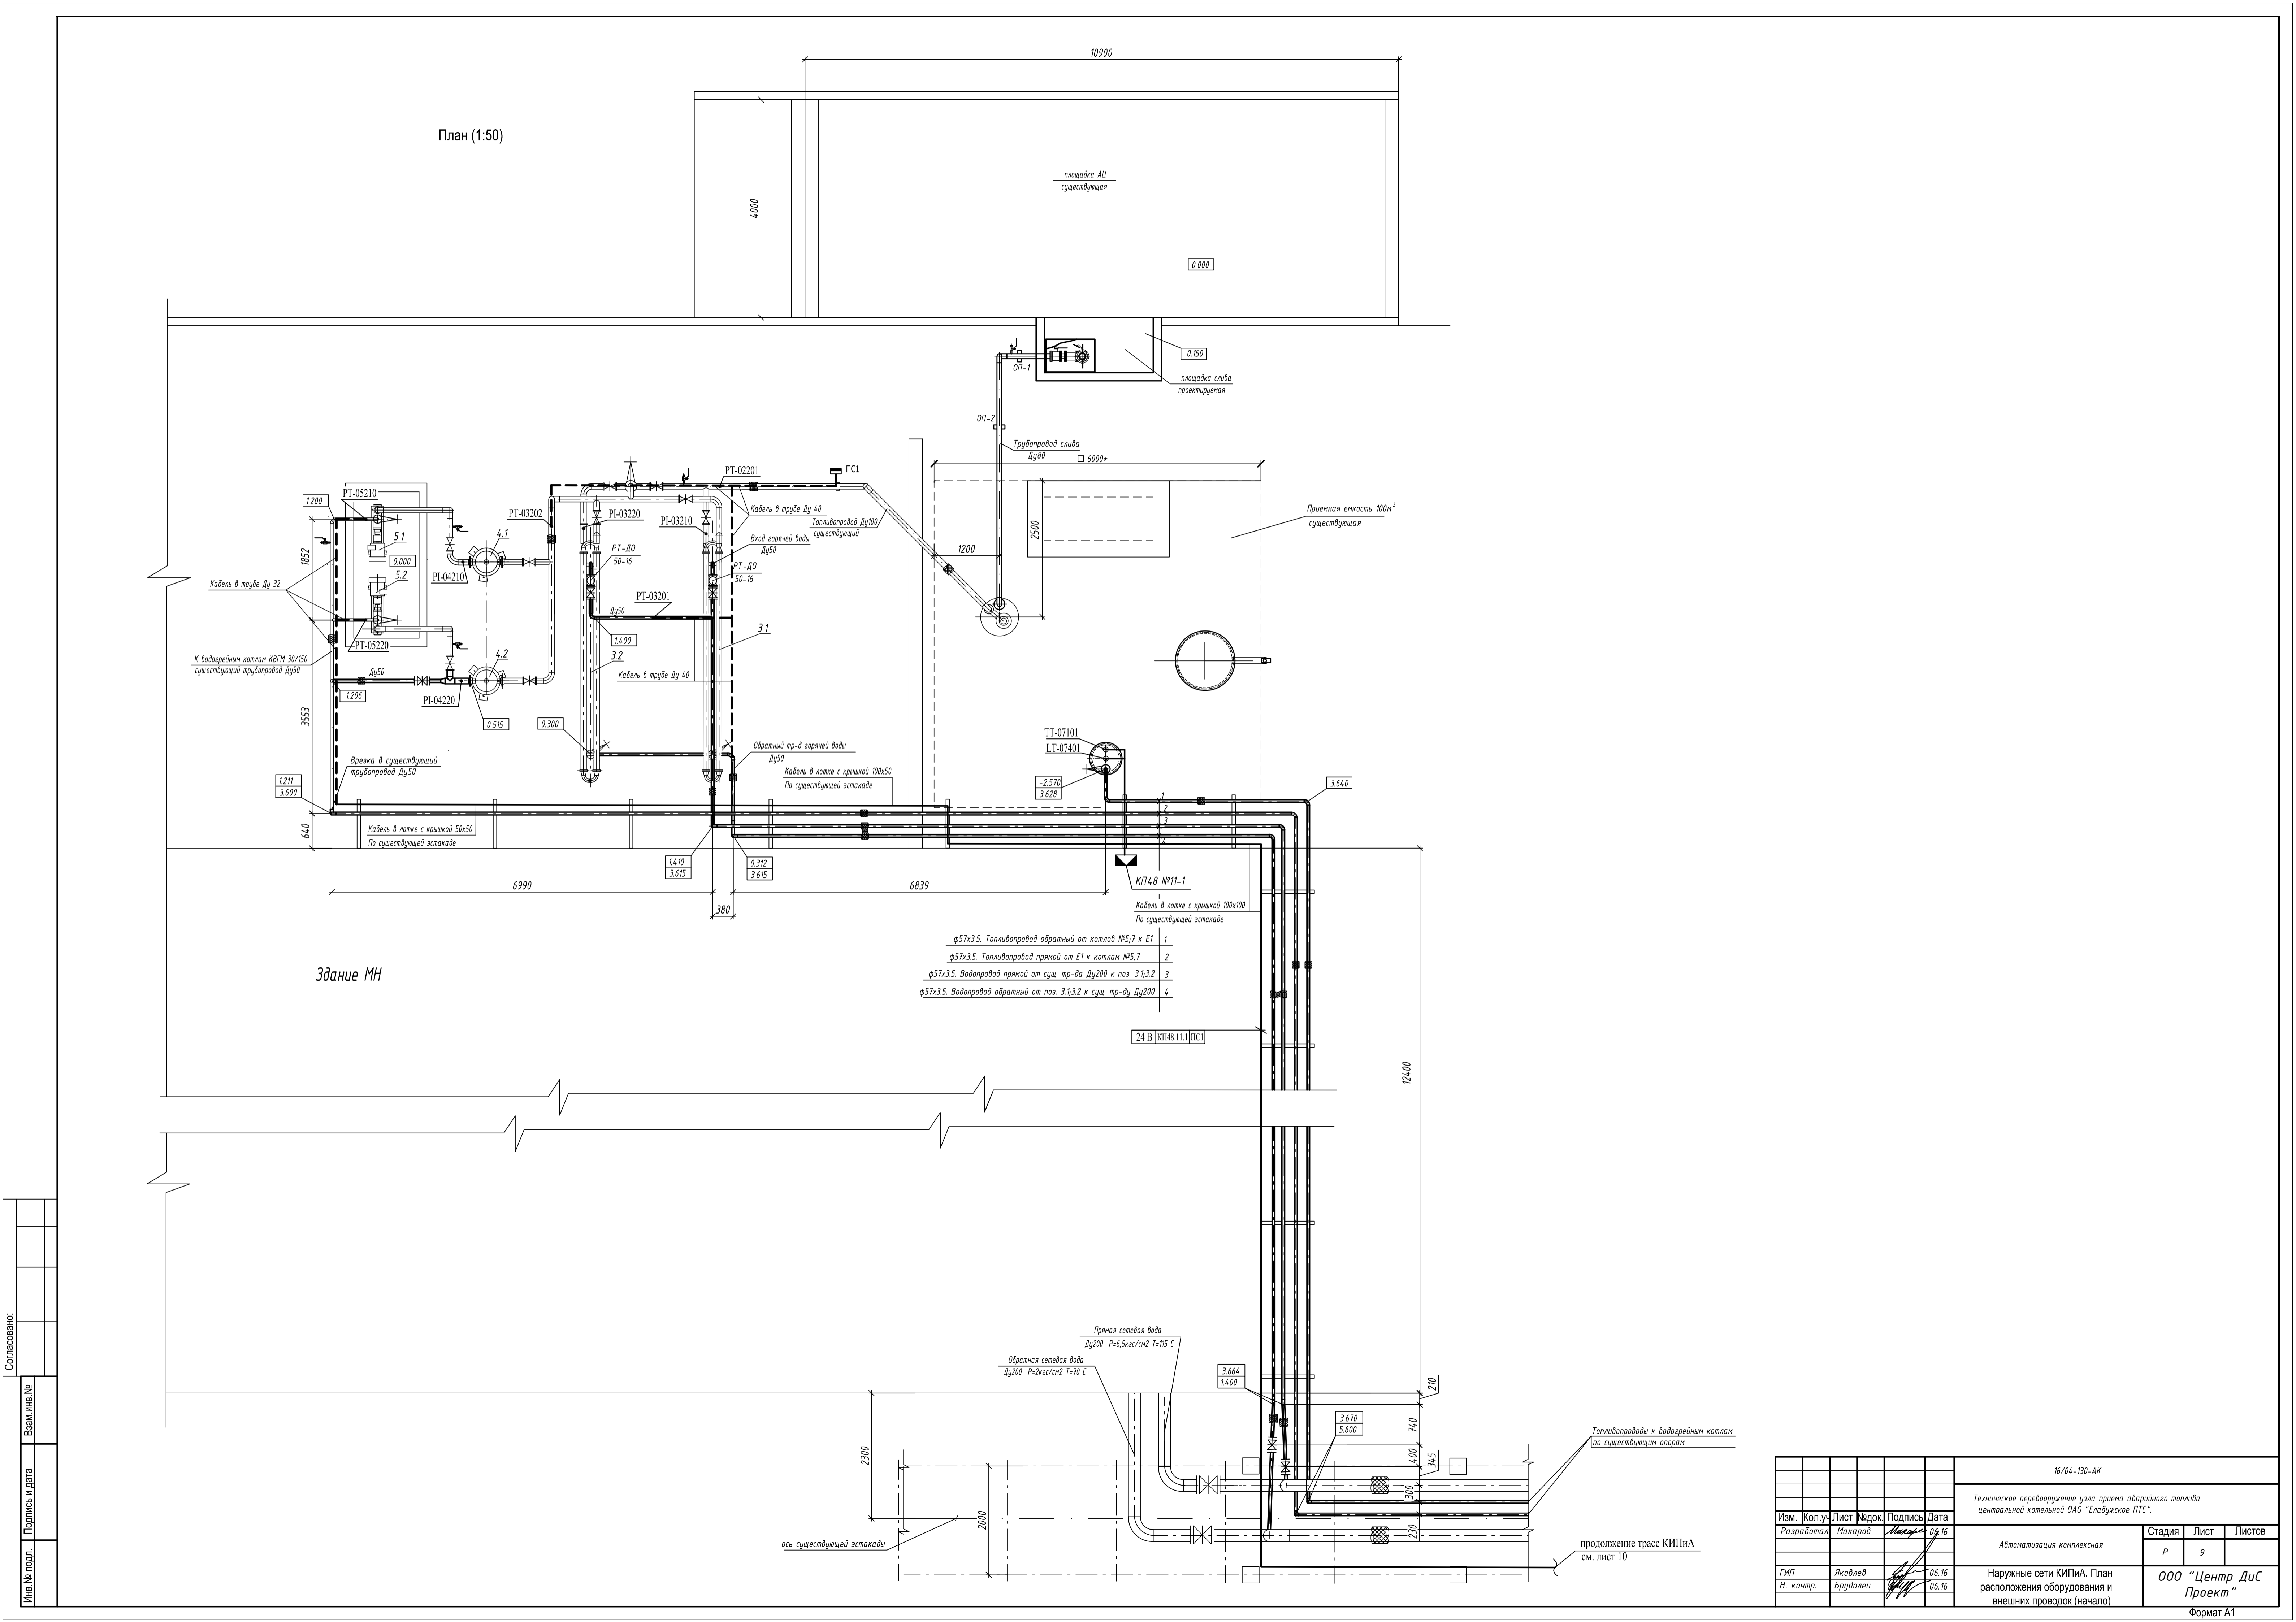 План (1:50)
10900
4000
площадка АЦ
существующая
0.000
0.150
площадка слива
проектируемая
ОП-1
ОП-2
Трубопровод слива
Ду80
□ 6000*
2500
1200
Приемная емкость 100м³
существующая
ПС1
PT-02201
Кабель в трубе Ду 40
Топливопровод Ду100
существующий
Вход горячей воды
Ду50
PI-03220
PI-03210
PT-03202
РТ-ДО
50-16
РТ-ДО
50-16
PT-03201
Ду50
1.400
3.1
3.2
Кабель в трубе Ду 40
PT-05210
1.200
5.1
0.000
5.2
4.1
PI-04210
1852
Кабель в трубе Ду 32
PT-05220
К водогрейным котлам КВГМ 30/150
существующий трубопровод Ду50
Ду50
4.2
1.206
PI-04220
0.515
0.300
3553
Врезка в существующий
трубопровод Ду50
1.211
3.600
640
Обратный тр-д горячей воды
Ду50
Кабель в лотке с крышкой 100х50
По существующей эстакаде
Кабель в лотке с крышкой 50х50
По существующей эстакаде
TT-07101
LT-07401
-2.570
3.628
3.640
1
2
3
4
1.410
3.615
0.312
3.615
6990
380
6839
КП48 №11-1
Кабель в лотке с крышкой 100х100
По существующей эстакаде
ф57х3.5. Топливопровод обратный от котлов №5;7 к Е1 1
ф57х3.5. Топливопровод прямой от Е1 к котлам №5;7 2
ф57х3.5. Водопровод прямой от сущ. тр-да Ду200 к поз. 3.1;3.2 3
ф57х3.5. Водопровод обратный от поз. 3.1;3.2 к сущ. тр-ду Ду200 4
Здание МН
24 В КП48.11.1 ПС1
12400
Прямая сетевая вода
Ду200 Р=6,5кгс/см2 Т=115 С
Обратная сетевая вода
Ду200 Р=2кгс/см2 Т=70 С
3.664
1.400
3.670
5.600
210
740
400
345
300
230
2300
2000
ось существующей эстакады
Топливопроводы к водогрейным котлам
по существующим опорам
продолжение трасс КИПиА
см. лист 10
Согласовано:
Взам.инв.№
Подпись и дата
Инв.№ подл.
16/04-130-АК
Техническое перевооружение узла приема аварийного топлива
центральной котельной ОАО "Елабужское ПТС".
Изм. Кол.уч Лист №док. Подпись Дата
Разработал Макаров 06.16
Автоматизация комплексная
Стадия Лист Листов
Р 9
ГИП Яковлев 06.16
Н. контр. Брудолей 06.16
Наружные сети КИПиА. План
расположения оборудования и
внешних проводок (начало)
ООО "Центр ДиС
Проект"
Формат А1